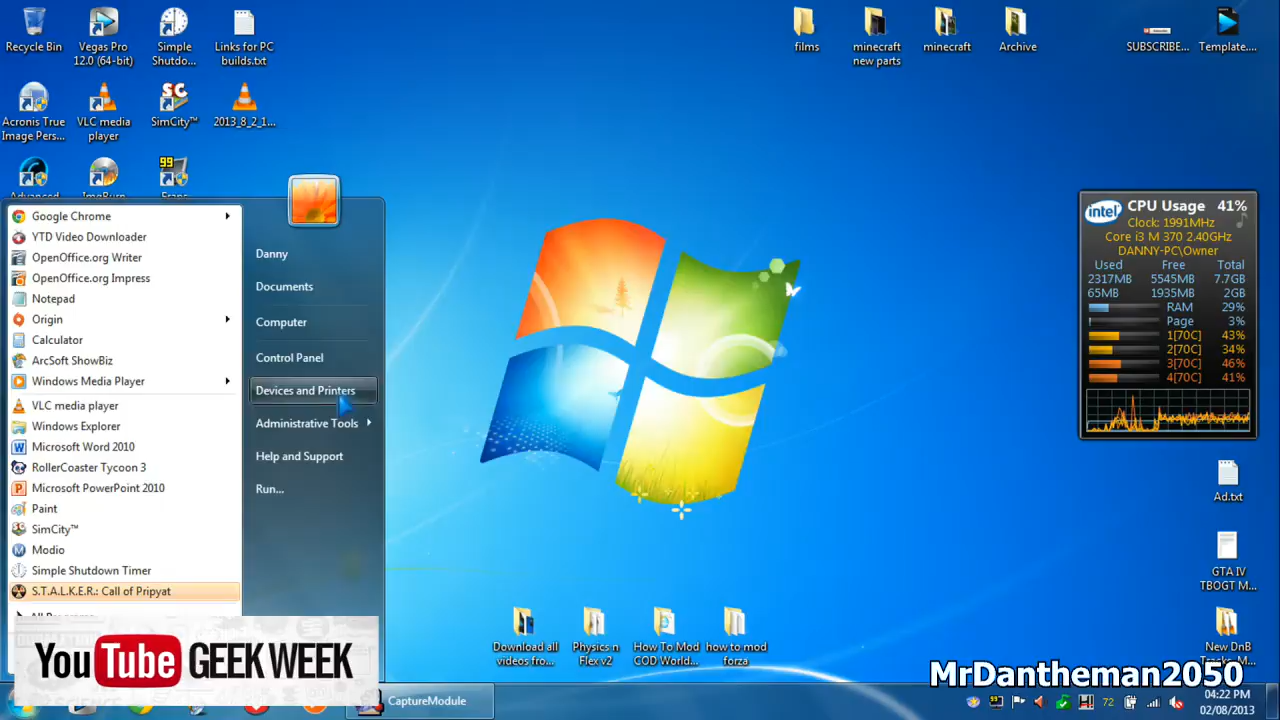 Recycle Bin
Vegas Pro
12.0 (64-bit)
Simple
Shutdo...
Links for PC
builds.txt
films
minecraft
new parts
minecraft
Archive
SUBSCRIBE...
Template....
Acronis True
Image Pers...
VLC media
player
SC
SimCity™
2013_8_2_1...
99
Advanced
ImgBurn
Fraps
Google Chrome
YTD Video Downloader
OpenOffice.org Writer
OpenOffice.org Impress
Notepad
Origin
Calculator
ArcSoft ShowBiz
Windows Media Player
VLC media player
Windows Explorer
Microsoft Word 2010
RollerCoaster Tycoon 3
Microsoft PowerPoint 2010
Paint
SimCity™
Modio
Simple Shutdown Timer
S.T.A.L.K.E.R.: Call of Pripyat
All Programs
Danny
Documents
Computer
Control Panel
Devices and Printers
Administrative Tools
Help and Support
Run...
intel
CPU Usage 41%
Clock: 1991MHz
Core i3 M 370 2.40GHz
DANNY-PC\Owner
Used Free Total
2317MB 5545MB 7.7GB
65MB 1935MB 2GB
RAM 29%
Page 3%
1[70C] 43%
2[70C] 34%
3[70C] 46%
4[70C] 41%
Ad.txt
GTA IV
TBOGT M...
New DnB
Tracks, M...
Download all
videos fro...
Physics n
Flex v2
How To Mod
COD World...
how to mod
forza
YouTube GEEK WEEK
MrDantheman2050
CaptureModule
99
72
04:22 PM
02/08/2013